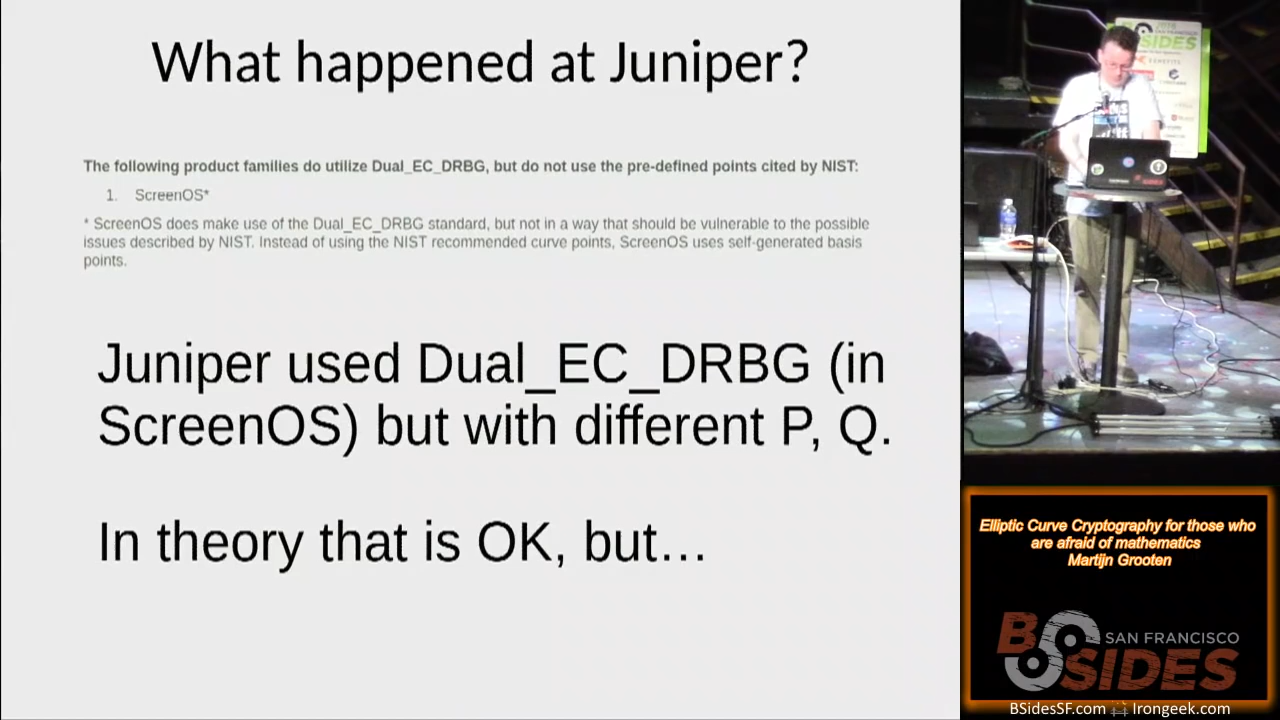 What happened at Juniper?
The following product families do utilize Dual_EC_DRBG, but do not use the pre-defined points cited by NIST:
1. ScreenOS*
* ScreenOS does make use of the Dual_EC_DRBG standard, but not in a way that should be vulnerable to the possible
issues described by NIST. Instead of using the NIST recommended curve points, ScreenOS uses self-generated basis
points.
Juniper used Dual_EC_DRBG (in
ScreenOS) but with different P, Q.
In theory that is OK, but…
SAN FRANCISCO
SIDES
Elliptic Curve Cryptography for those who
are afraid of mathematics
Martijn Grooten
BSIDES
SAN FRANCISCO
BSidesSF.com Irongeek.com